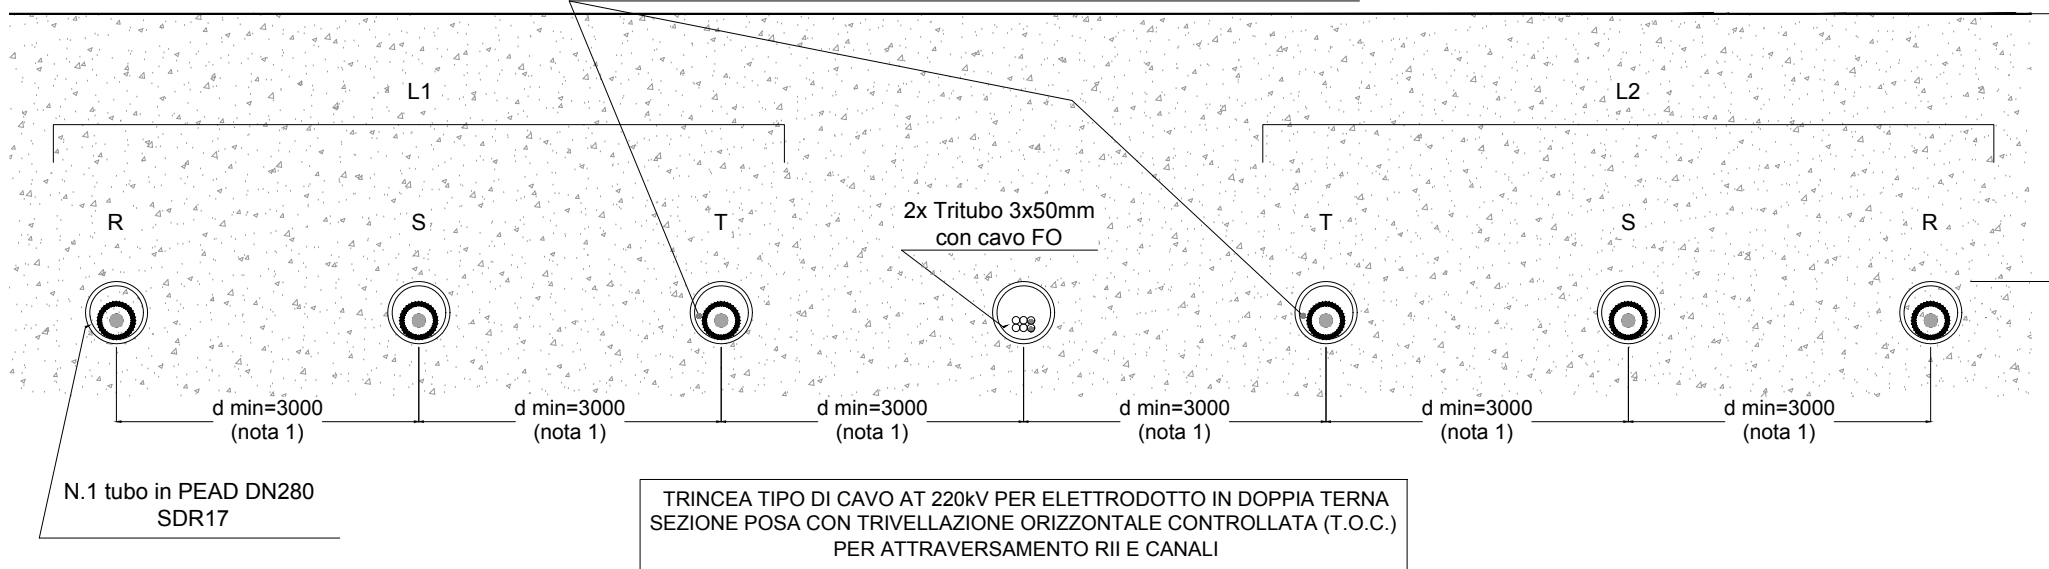 L1
L2
R
S
T
2x Tritubo 3x50mm
con cavo FO
T
S
R
d min=3000
(nota 1)
d min=3000
(nota 1)
d min=3000
(nota 1)
d min=3000
(nota 1)
d min=3000
(nota 1)
d min=3000
(nota 1)
N.1 tubo in PEAD DN280
SDR17
TRINCEA TIPO DI CAVO AT 220kV PER ELETTRODOTTO IN DOPPIA TERNA
SEZIONE POSA CON TRIVELLAZIONE ORIZZONTALE CONTROLLATA (T.O.C.)
PER ATTRAVERSAMENTO RII E CANALI